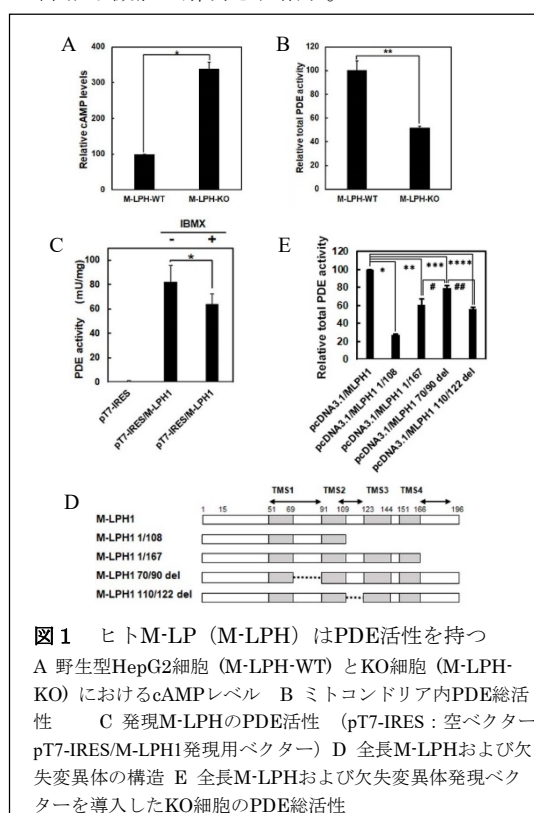 A
B
400
300
200
100
0
Relative cAMP levels
*
M-LPH-WT M-LPH-KO
120
100
80
60
40
20
0
Relative total PDE activity
**
M-LPH-WT M-LPH-KO
C
E
IBMX
- +
*
100
80
60
40
20
0
PDE activity (mU/mg)
pT7-IRES
pT7-IRES/M-LPH1
pT7-IRES/M-LPH1
120
100
80
60
40
20
0
Relative total PDE activity
* ** *** ****
# ##
pcDNA3.1/MLPH1
pcDNA3.1/MLPH1 1/108
pcDNA3.1/MLPH1 1/167
pcDNA3.1/MLPH1 70/90 del
pcDNA3.1/MLPH1 110/122 del
D
TMS1 TMS2 TMS3 TMS4
1 15 51 69 91 109 123 144 151 166 196
M-LPH1
M-LPH1 1/108
M-LPH1 1/167
M-LPH1 70/90 del
M-LPH1 110/122 del
図1 ヒトM-LP(M-LPH)はPDE活性を持つ
A 野生型HepG2細胞 (M-LPH-WT) とKO細胞 (M-LPH-
KO) におけるcAMPレベル B ミトコンドリア内PDE総活
性 C 発現M-LPHのPDE活性 (pT7-IRES:空ベクター
pT7-IRES/M-LPH1発現用ベクター)D 全長M-LPHおよび欠
失変異体の構造 E 全長M-LPHおよび欠失変異体発現ベク
ターを導入したKO細胞のPDE総活性